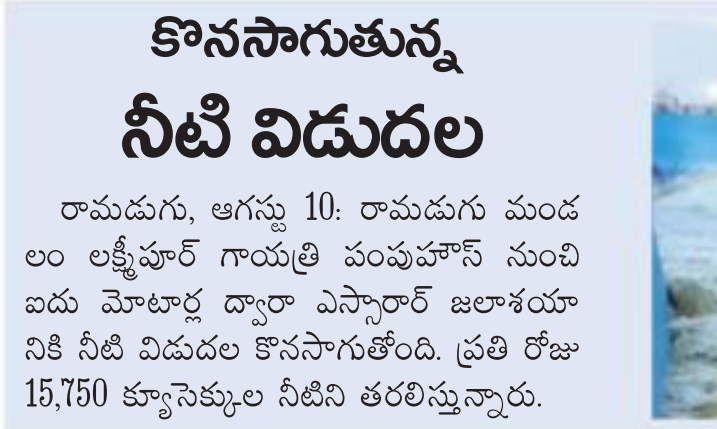 కొనసాగుతున్న
నీటి విడుదల
రామడుగు, ఆగస్టు 10: రామడుగు మండ
లం లక్ష్మీపూర్ గాయత్రి పంపుహౌస్ నుంచి
ఐదు మోటార్ల ద్వారా ఎస్సారార్ జలాశయా
నికి నీటి విడుదల కొనసాగుతోంది. ప్రతి రోజు
15,750 క్యూసెక్కుల నీటిని తరలిస్తున్నారు.